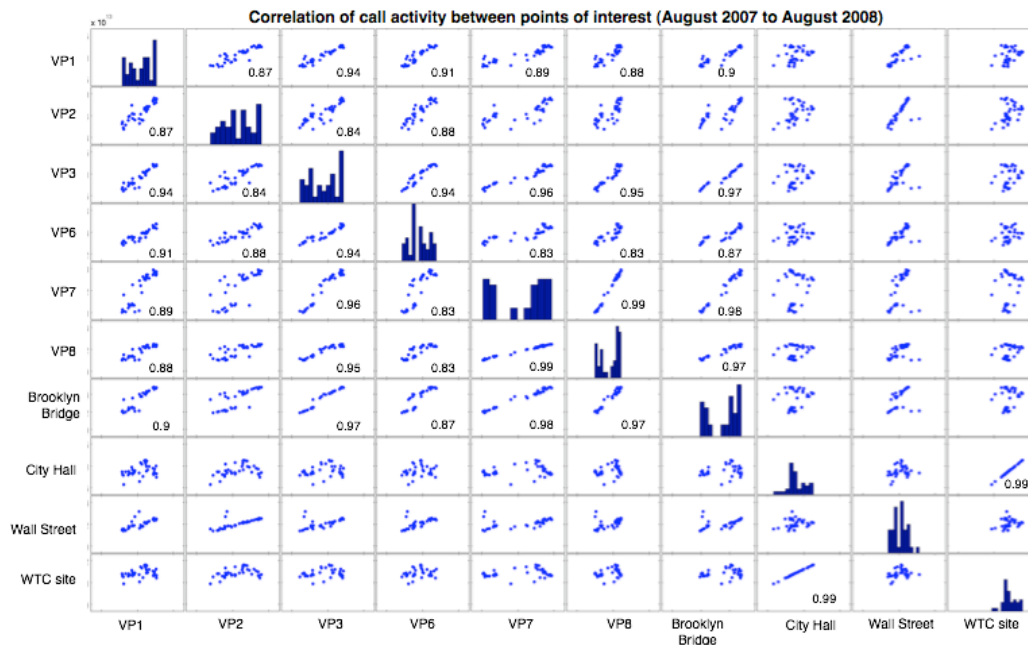 Correlation of call activity between points of interest (August 2007 to August 2008)
VP1
0.87 0.94 0.91 0.89 0.88 0.9
VP2
0.87 0.84 0.88
VP3
0.94 0.84 0.94 0.96 0.95 0.97
VP6
0.91 0.88 0.94 0.83 0.83 0.87
VP7
0.89 0.96 0.83 0.99 0.98
VP8
0.88 0.95 0.83 0.99 0.97
Brooklyn
Bridge
0.9 0.97 0.87 0.98 0.97
City Hall
0.99
Wall Street
WTC site
0.99
VP1 VP2 VP3 VP6 VP7 VP8 Brooklyn City Hall Wall Street WTC site
Bridge